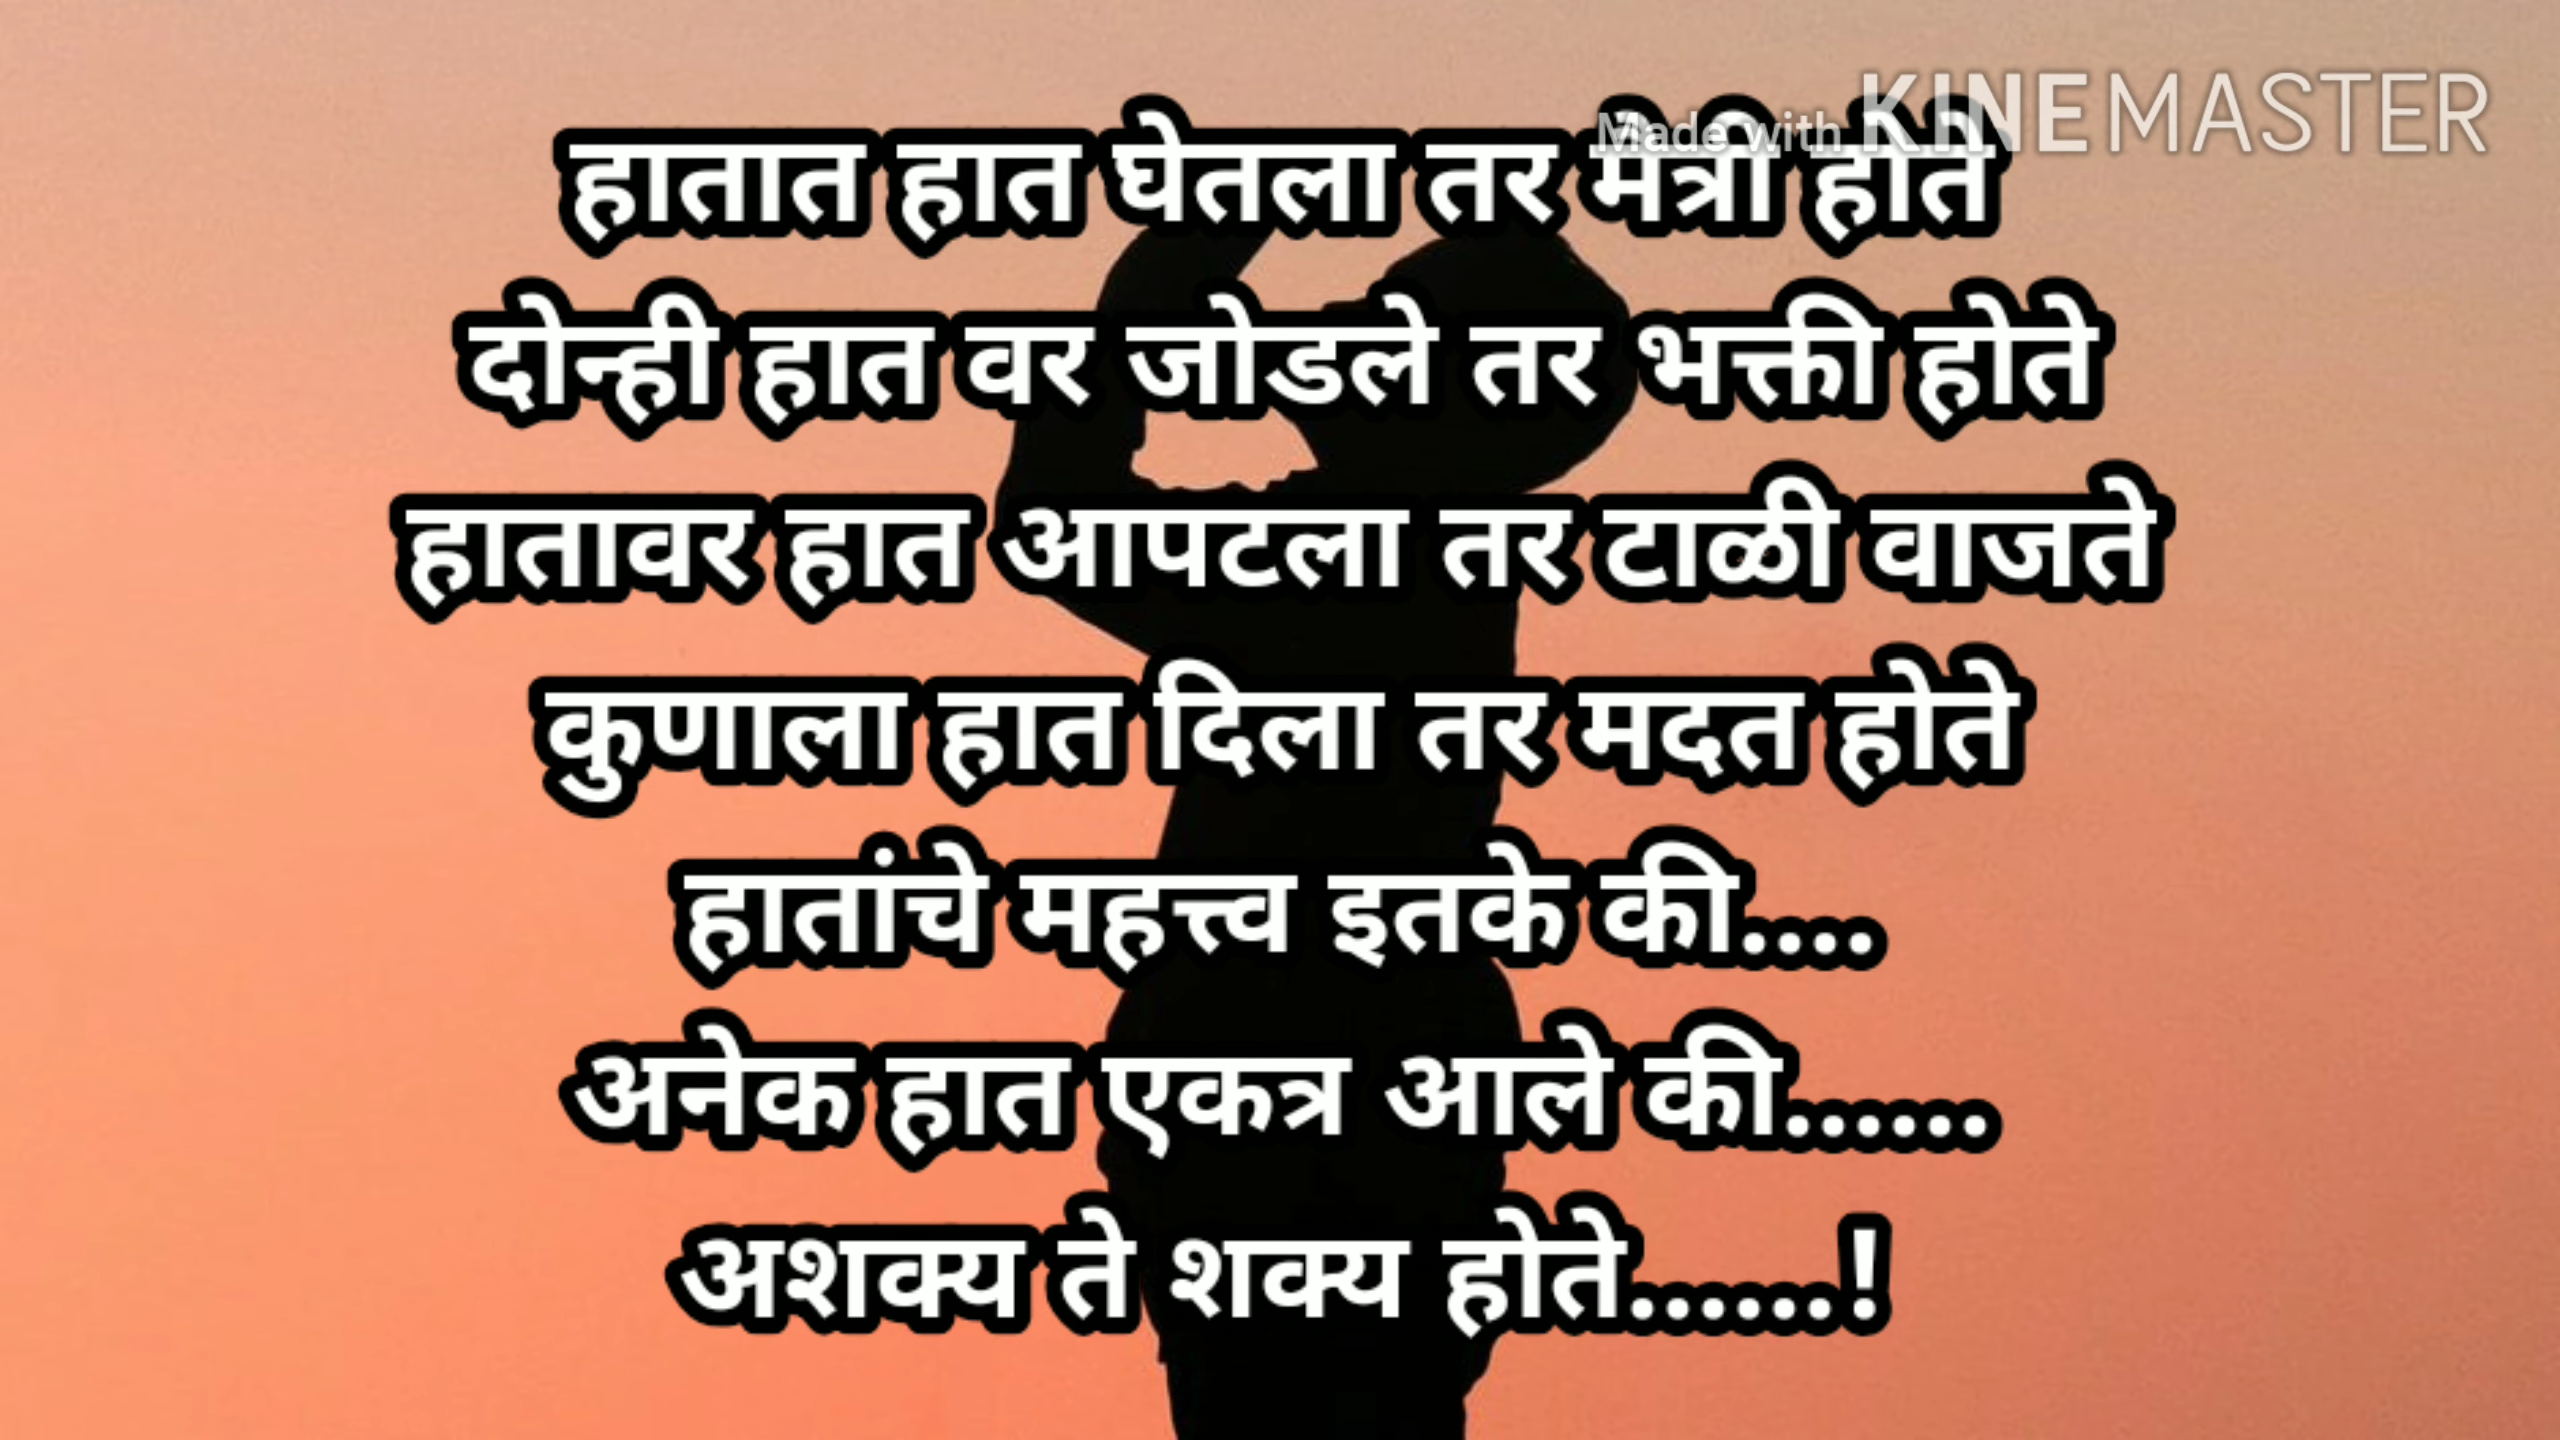 Made with KINEMASTER
हातात हात घेतला तर मैत्री होते
दोन्ही हात वर जोडले तर भक्ती होते
हातावर हात आपटला तर टाळी वाजते
कुणाला हात दिला तर मदत होते
हातांचे महत्त्व इतके की....
अनेक हात एकत्र आले की......
अशक्य ते शक्य होते......!